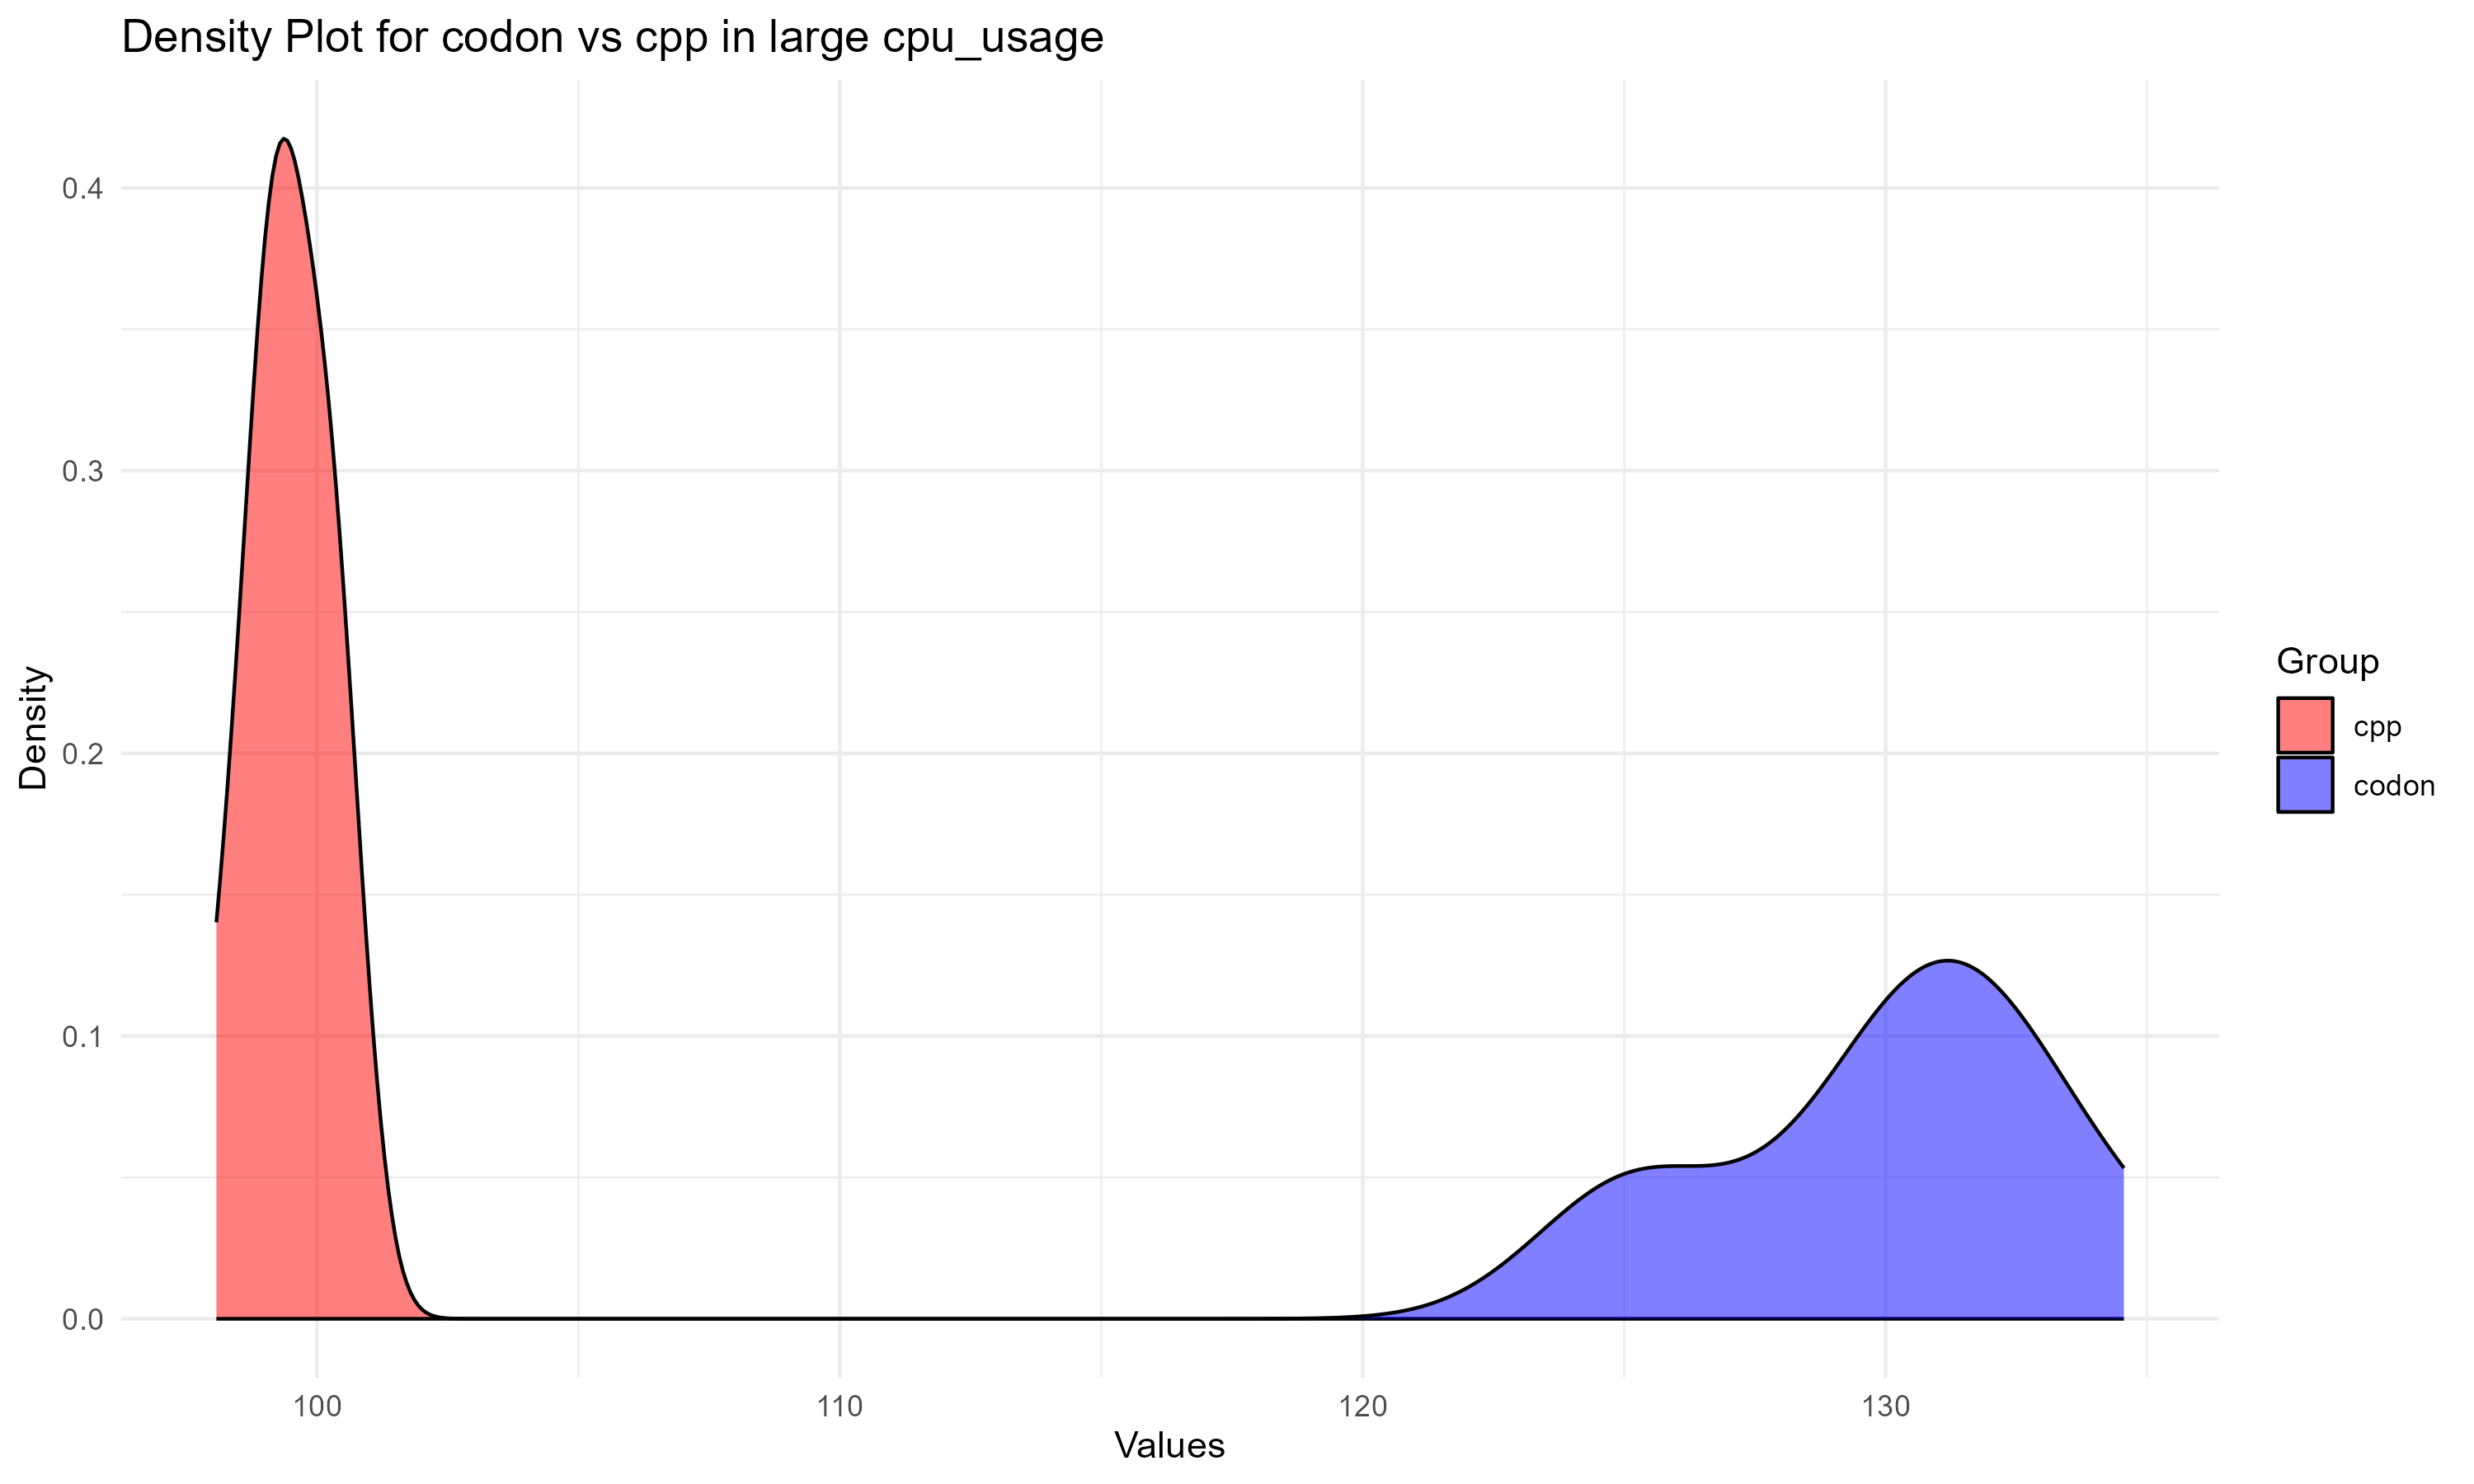 Density Plot for codon vs cpp in large cpu_usage
0.4
0.3
0.2
0.1
0.0
Density
100 110 120 130
Values
Group
cpp
codon